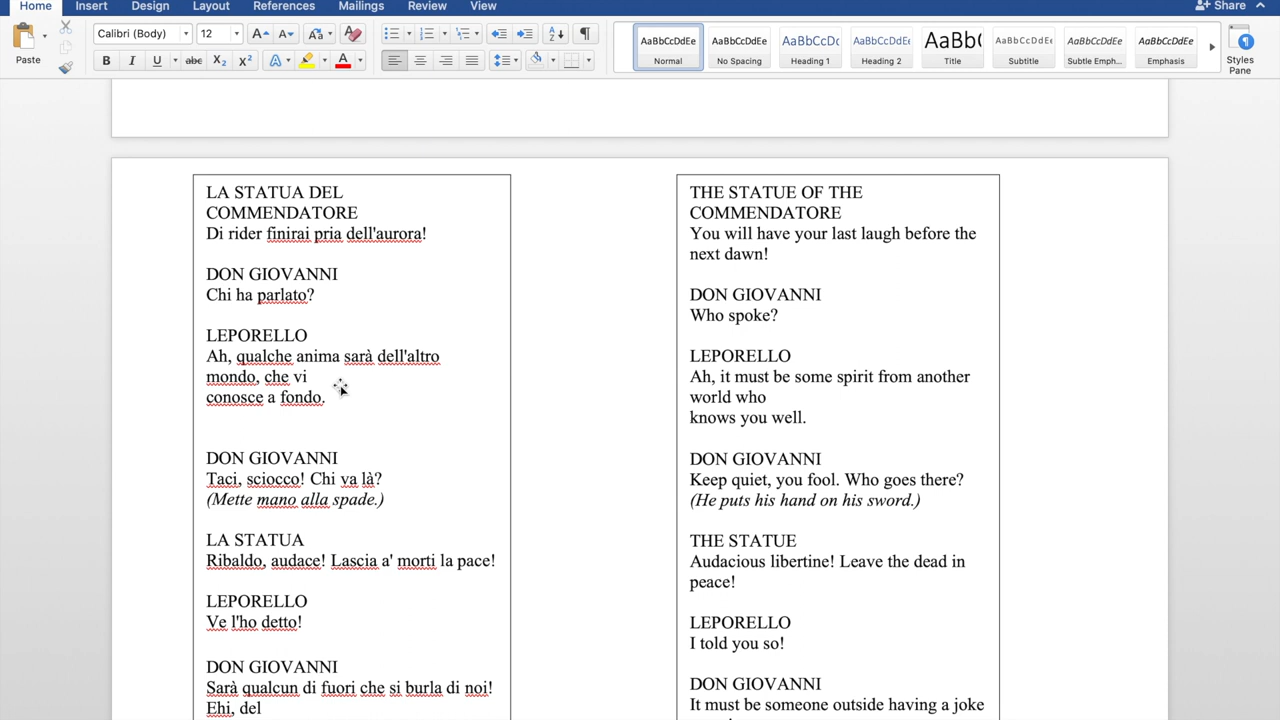 Home Insert Design Layout References Mailings Review View Share
Calibri (Body) 12
Paste
AaBbCcDdEe AaBbCcDdEe AaBbCcDc AaBbCcDdEe AaBb( AaBbCcDdEe AaBbCcDdEe AaBbCcDdEe
Normal No Spacing Heading 1 Heading 2 Title Subtitle Subtle Emph... Emphasis Styles
Pane
LA STATUA DEL
COMMENDATORE
Di rider finirai pria dell'aurora!
DON GIOVANNI
Chi ha parlato?
LEPORELLO
Ah, qualche anima sarà dell'altro
mondo, che vi
conosce a fondo.
DON GIOVANNI
Taci, sciocco! Chi va là?
(Mette mano alla spade.)
LA STATUA
Ribaldo, audace! Lascia a' morti la pace!
LEPORELLO
Ve l'ho detto!
DON GIOVANNI
Sarà qualcun di fuori che si burla di noi!
Ehi, del
THE STATUE OF THE
COMMENDATORE
You will have your last laugh before the
next dawn!
DON GIOVANNI
Who spoke?
LEPORELLO
Ah, it must be some spirit from another
world who
knows you well.
DON GIOVANNI
Keep quiet, you fool. Who goes there?
(He puts his hand on his sword.)
THE STATUE
Audacious libertine! Leave the dead in
peace!
LEPORELLO
I told you so!
DON GIOVANNI
It must be someone outside having a joke